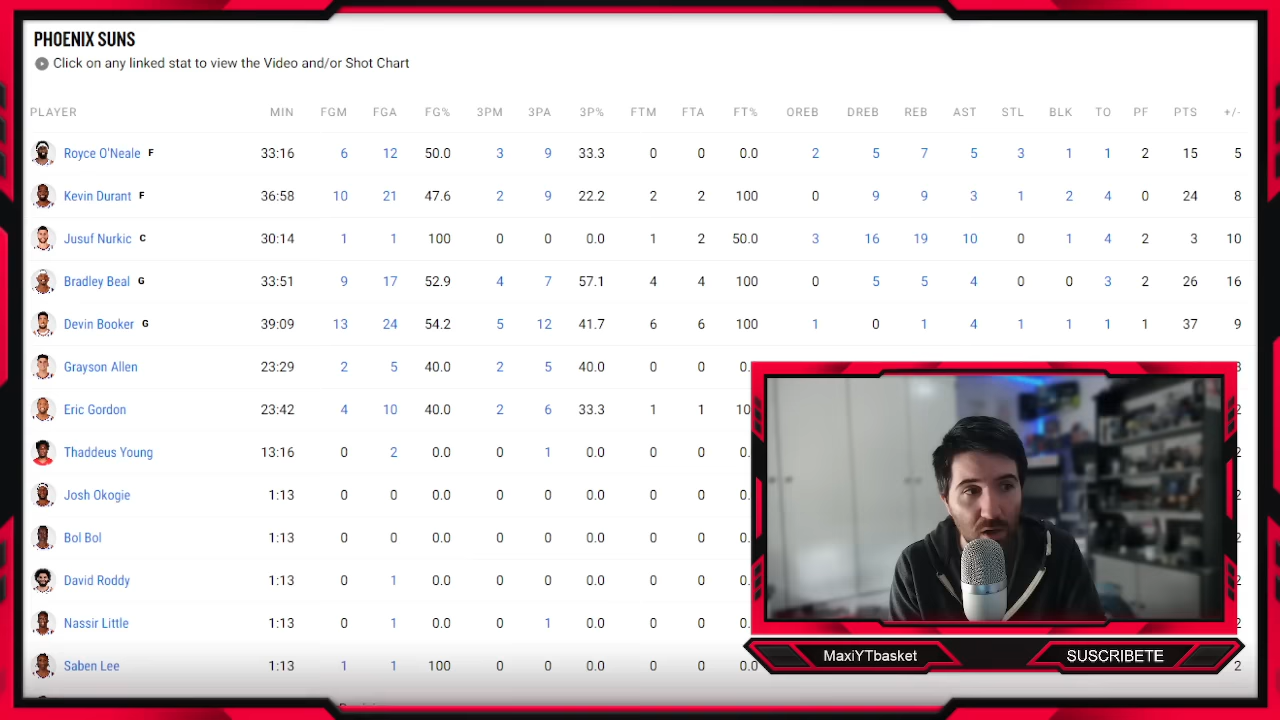 PHOENIX SUNS
Click on any linked stat to view the Video and/or Shot Chart
PLAYER MIN FGM FGA FG% 3PM 3PA 3P% FTM FTA FT% OREB DREB REB AST STL BLK TO PF PTS +/-
Royce O'Neale F 33:16 6 12 50.0 3 9 33.3 0 0 0.0 2 5 7 5 3 1 1 2 15 5
Kevin Durant F 36:58 10 21 47.6 2 9 22.2 2 2 100 0 9 9 3 1 2 4 0 24 8
Jusuf Nurkic C 30:14 1 1 100 0 0 0.0 1 2 50.0 3 16 19 10 0 1 4 2 3 10
Bradley Beal G 33:51 9 17 52.9 4 7 57.1 4 4 100 0 5 5 4 0 0 3 2 26 16
Devin Booker G 39:09 13 24 54.2 5 12 41.7 6 6 100 1 0 1 4 1 1 1 1 37 9
Grayson Allen 23:29 2 5 40.0 2 5 40.0 0 0 0.
Eric Gordon 23:42 4 10 40.0 2 6 33.3 1 1 10 2
Thaddeus Young 13:16 0 2 0.0 0 1 0.0 0 0 0. 2
Josh Okogie 1:13 0 0 0.0 0 0 0.0 0 0 0. 2
Bol Bol 1:13 0 0 0.0 0 0 0.0 0 0 0. 2
David Roddy 1:13 0 1 0.0 0 0 0.0 0 0 0. 2
Nassir Little 1:13 0 1 0.0 0 1 0.0 0 0 0. 2
Saben Lee 1:13 1 1 100 0 0 0.0 0 0 0.0 2
MaxiYTbasket
SUSCRIBETE